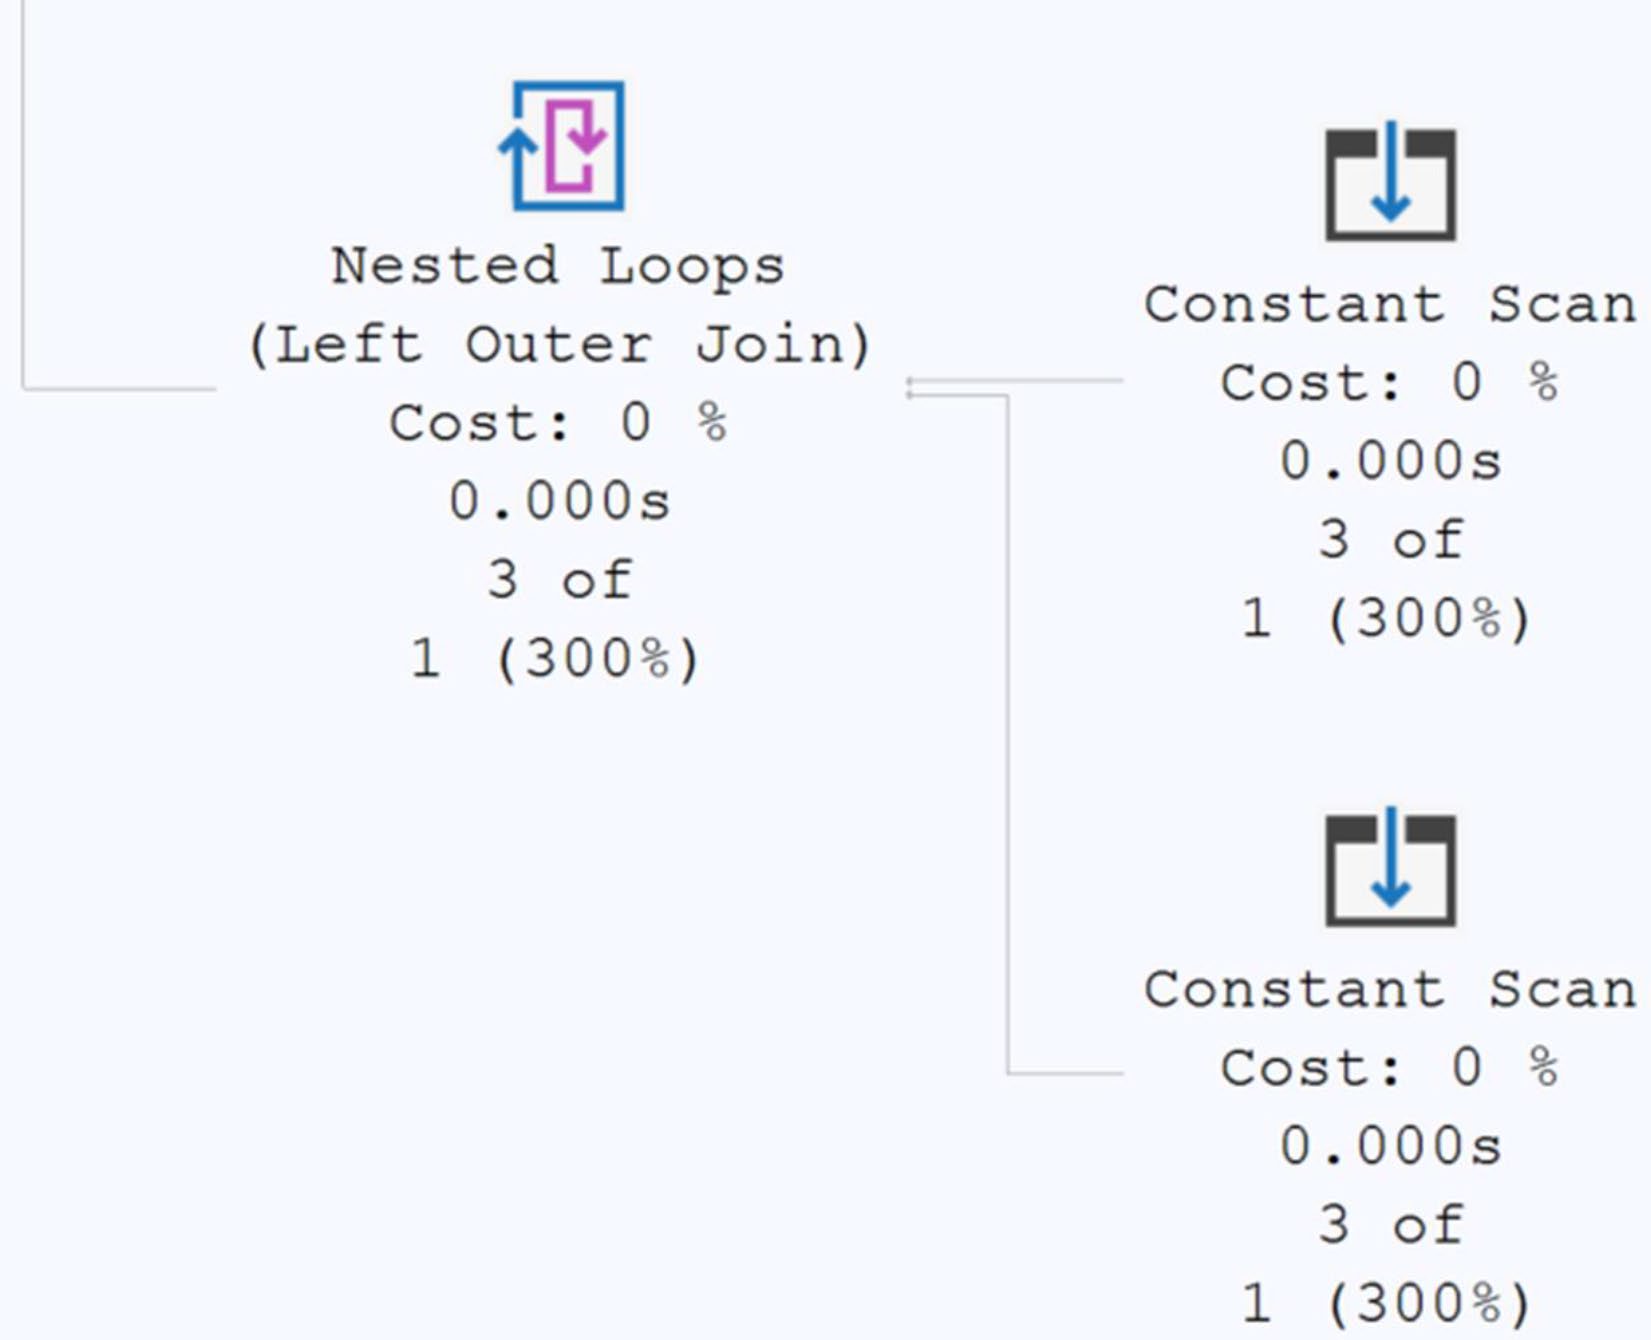 Nested Loops
(Left Outer Join)
Cost: 0 %
0.000s
3 of
1 (300%)
Constant Scan
Cost: 0 %
0.000s
3 of
1 (300%)
Constant Scan
Cost: 0 %
0.000s
3 of
1 (300%)